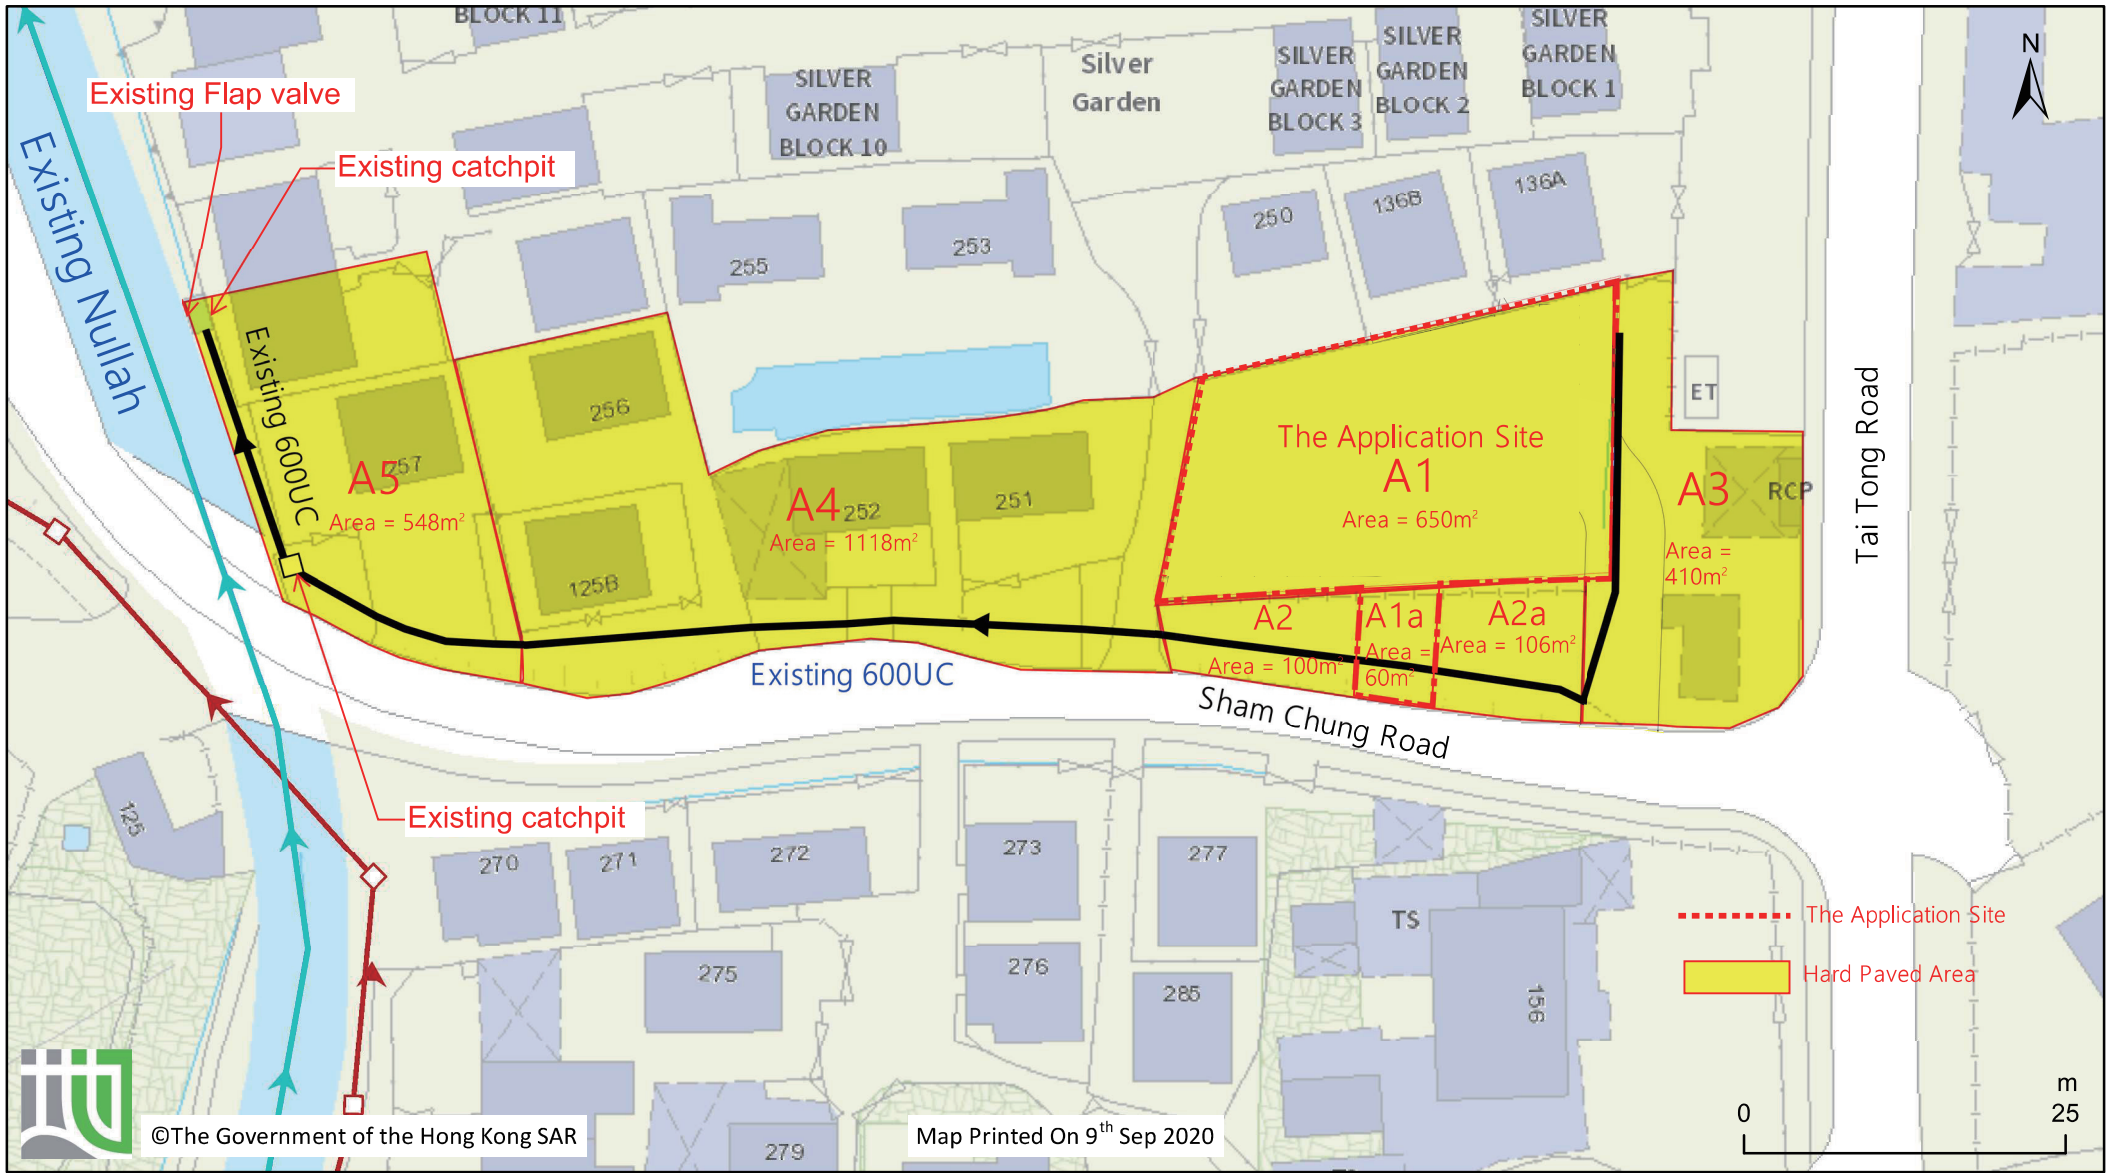 BLOCK 11
SILVER
GARDEN
BLOCK 10
Silver
Garden
SILVER
GARDEN
BLOCK 3
SILVER
GARDEN
BLOCK 2
SILVER
GARDEN
BLOCK 1
N
Existing Flap valve
Existing catchpit
Existing Nullah
Existing 600UC
255
253
250
136B
136A
256
257
A5
Area = 548m²
125B
A4
252
Area = 1118m²
251
The Application Site
A1
Area = 650m²
ET
A3
RCP
Area =
410m²
Tai Tong Road
A2
Area = 100m²
A1a
Area =
60m²
A2a
Area = 106m²
Existing 600UC
Sham Chung Road
125
Existing catchpit
270
271
272
273
277
275
276
285
TS
156
279
The Application Site
Hard Paved Area
m
0
25
©The Government of the Hong Kong SAR
Map Printed On 9th Sep 2020